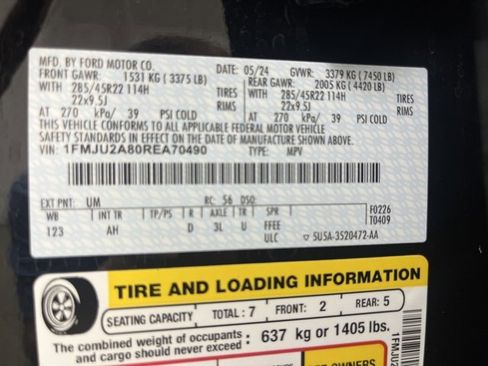 MFD. BY FORD MOTOR CO.
DATE: 05/24 GVWR: 3379 KG (7450 LB)
FRONT GAWR: 1531 KG (3375 LB) REAR GAWR: 2005 KG (4420 LB)
WITH 285/45R22 114H TIRES WITH 285/45R22 114H TIRES
22x9.5J RIMS 22x9.5J RIMS
AT 270 kPa/ 39 PSI COLD AT 270 kPa/ 39 PSI COLD
THIS VEHICLE CONFORMS TO ALL APPLICABLE FEDERAL MOTOR VEHICLE
SAFETY STANDARDS IN EFFECT ON THE DATE OF MANUFACTURE SHOWN ABOVE.
VIN: 1FMJU2A80REA70490 TYPE: MPV
EXT PNT: UM RC: 56 DSO: F0226
WB INT TR TP/PS R AXLE TR SPR T0409
123 AH D 3L U FFEO
ULC 5U5A-3520472-AA
TIRE AND LOADING INFORMATION
SEATING CAPACITY TOTAL: 7 FRONT: 2 REAR: 5
The combined weight of occupants
and cargo should never exceed : 637 kg or 1405 lbs.
OWNERS
1FMJU2